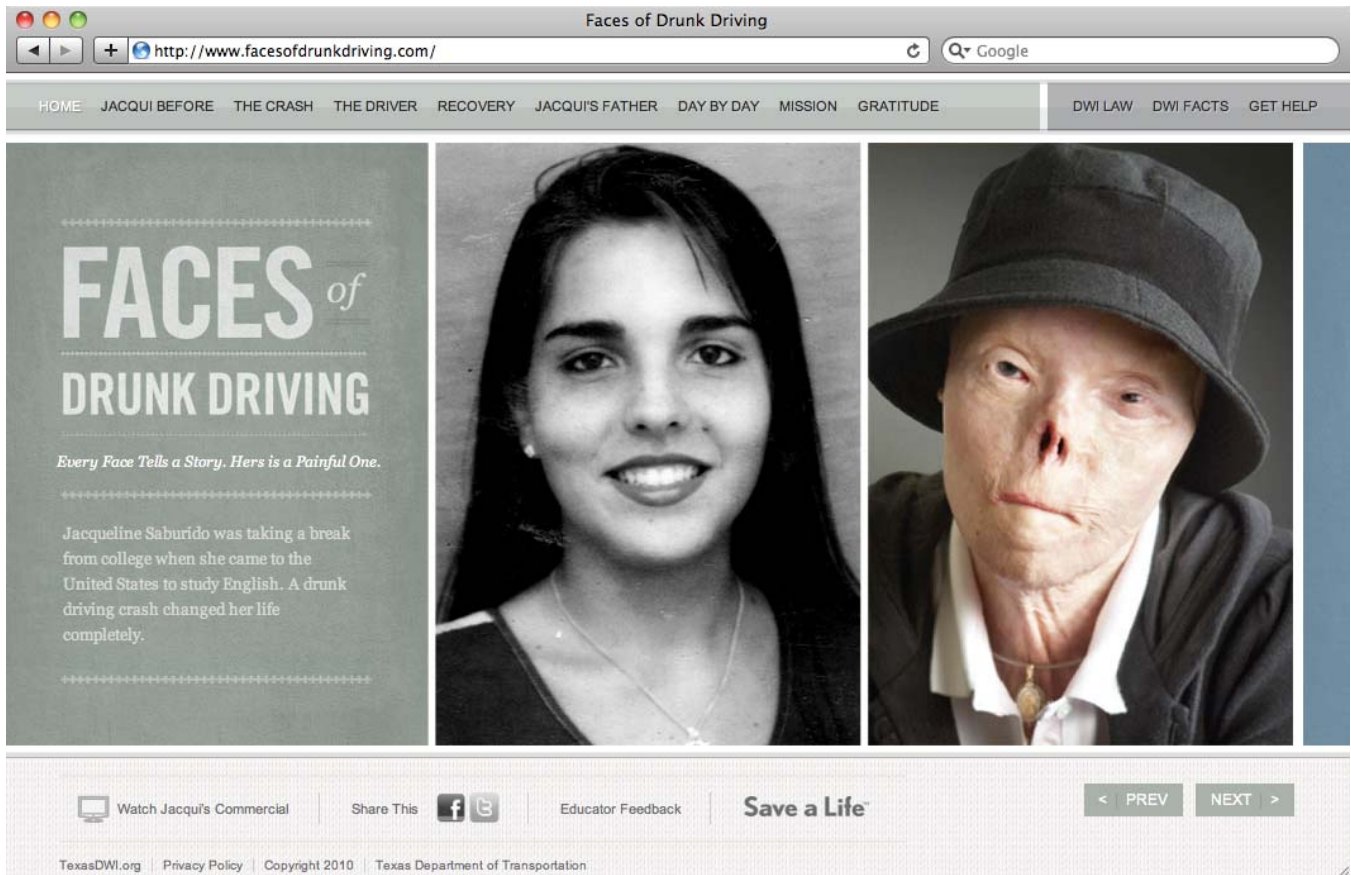 Faces of Drunk Driving
http://www.facesofdrunkdriving.com/
Google
HOME JACQUI BEFORE THE CRASH THE DRIVER RECOVERY JACQUI'S FATHER DAY BY DAY MISSION GRATITUDE DWI LAW DWI FACTS GET HELP
FACES of
DRUNK DRIVING
Every Face Tells a Story. Hers is a Painful One.
Jacqueline Saburido was taking a break
from college when she came to the
United States to study English. A drunk
driving crash changed her life
completely.
Watch Jacqui's Commercial Share This f t Educator Feedback Save a Life™ < PREV NEXT >
TexasDWI.org | Privacy Policy | Copyright 2010 | Texas Department of Transportation